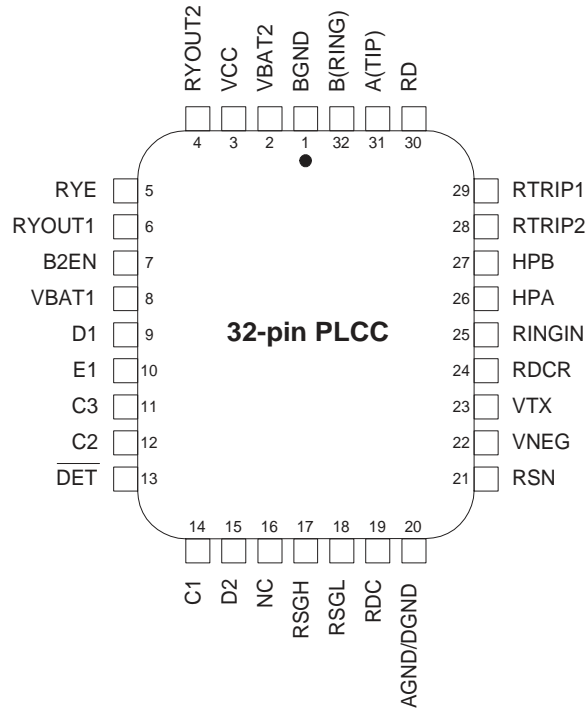 RYOUT2 VCC VBAT2 BGND B(RING) A(TIP) RD
4 3 2 1 32 31 30
RYE 5 29 RTRIP1
RYOUT1 6 28 RTRIP2
B2EN 7 27 HPB
VBAT1 8 26 HPA
D1 9 32-pin PLCC 25 RINGIN
E1 10 24 RDCR
C3 11 23 VTX
C2 12 22 VNEG
DET 13 21 RSN
14 15 16 17 18 19 20
C1 D2 NC RSGH RSGL RDC AGND/DGND